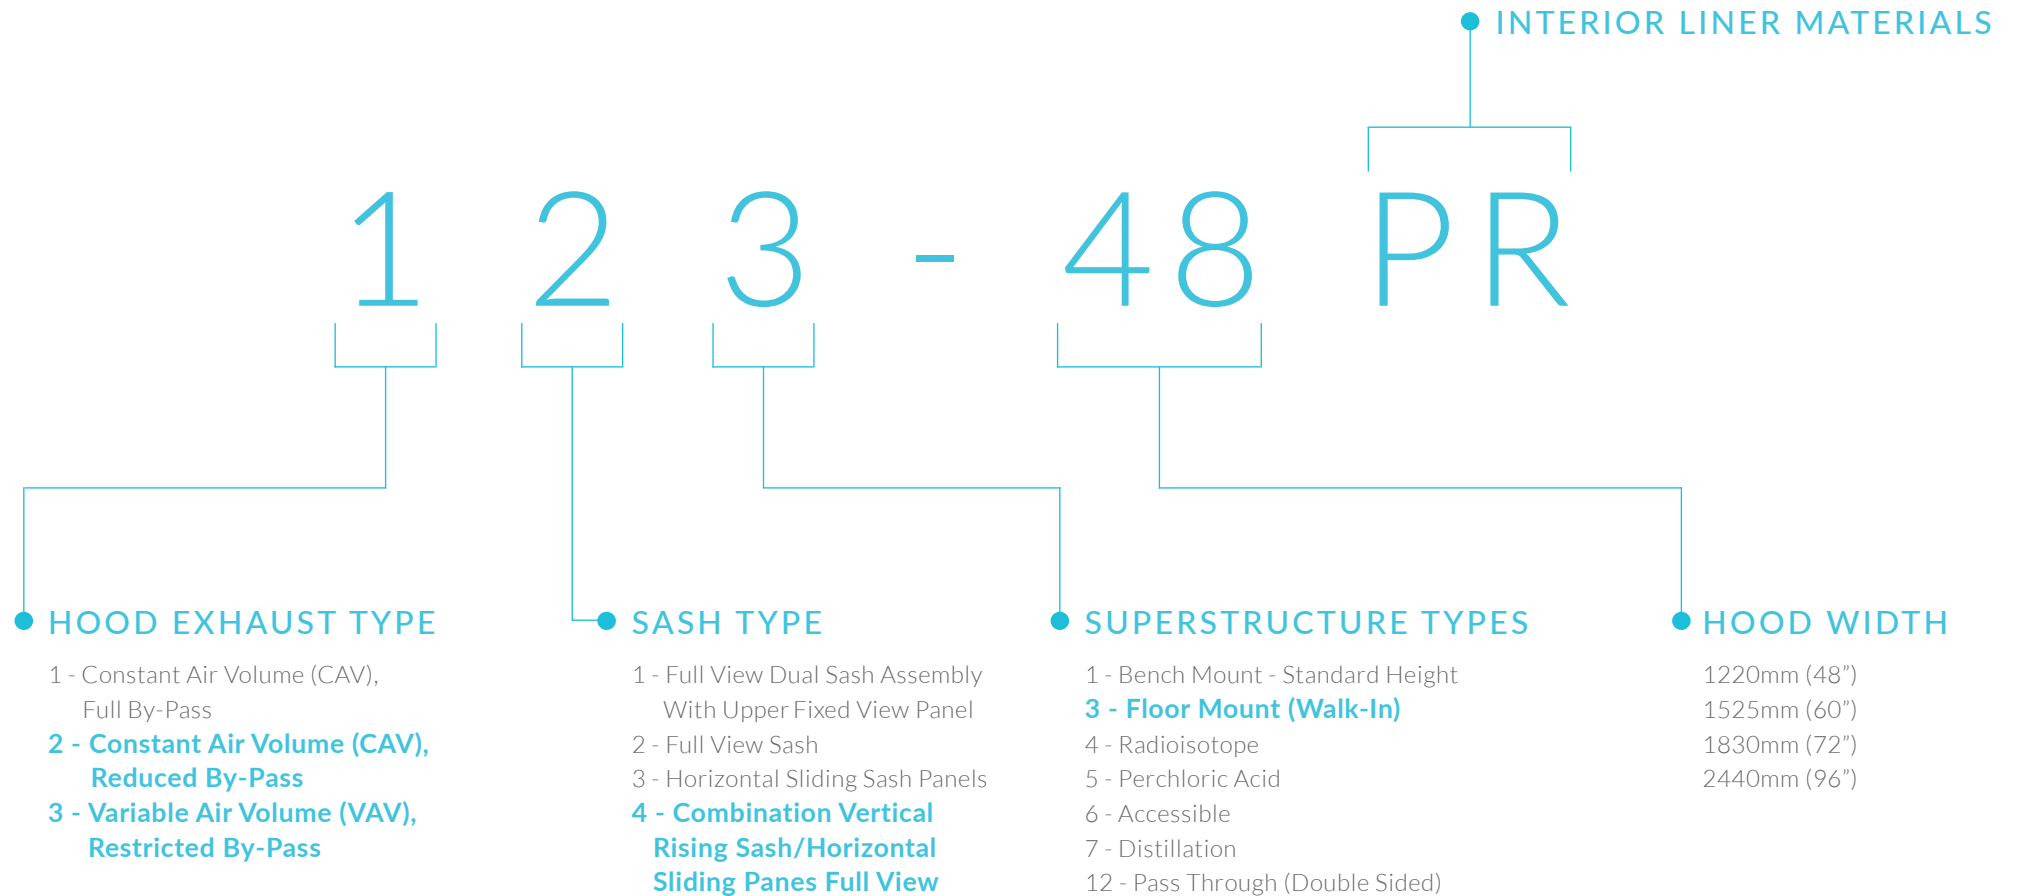 INTERIOR LINER MATERIALS
1 2 3 - 48 PR
HOOD EXHAUST TYPE
1 - Constant Air Volume (CAV),
Full By-Pass
2 - Constant Air Volume (CAV),
Reduced By-Pass
3 - Variable Air Volume (VAV),
Restricted By-Pass
SASH TYPE
1 - Full View Dual Sash Assembly
With Upper Fixed View Panel
2 - Full View Sash
3 - Horizontal Sliding Sash Panels
4 - Combination Vertical
Rising Sash/Horizontal
Sliding Panes Full View
SUPERSTRUCTURE TYPES
1 - Bench Mount - Standard Height
3 - Floor Mount (Walk-In)
4 - Radioisotope
5 - Perchloric Acid
6 - Accessible
7 - Distillation
12 - Pass Through (Double Sided)
HOOD WIDTH
1220mm (48”)
1525mm (60”)
1830mm (72”)
2440mm (96”)